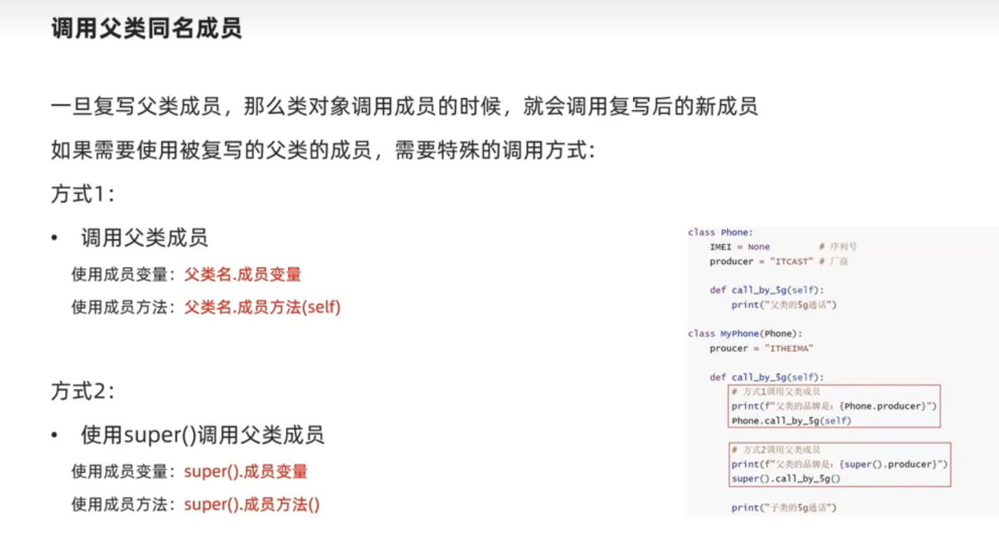 调用父类同名成员
一旦复写父类成员，那么类对象调用成员的时候，就会调用复写后的新成员
如果需要使用被复写的父类的成员，需要特殊的调用方式：
方式1：
• 调用父类成员
使用成员变量：父类名.成员变量
使用成员方法：父类名.成员方法(self)
方式2：
• 使用super()调用父类成员
使用成员变量：super().成员变量
使用成员方法：super().成员方法()
class Phone:
    IMEI = None         # 序列号
    producer = "ITCAST" # 厂商
    def call_by_5g(self):
        print("父类的5g通话")
class MyPhone(Phone):
    proucer = "ITHEIMA"
    def call_by_5g(self):
        # 方式1调用父类成员
        print(f"父类的品牌是：{Phone.producer}")
        Phone.call_by_5g(self)
        # 方式2调用父类成员
        print(f"父类的品牌是：{super().producer}")
        super().call_by_5g()
        print("子类的5g通话")